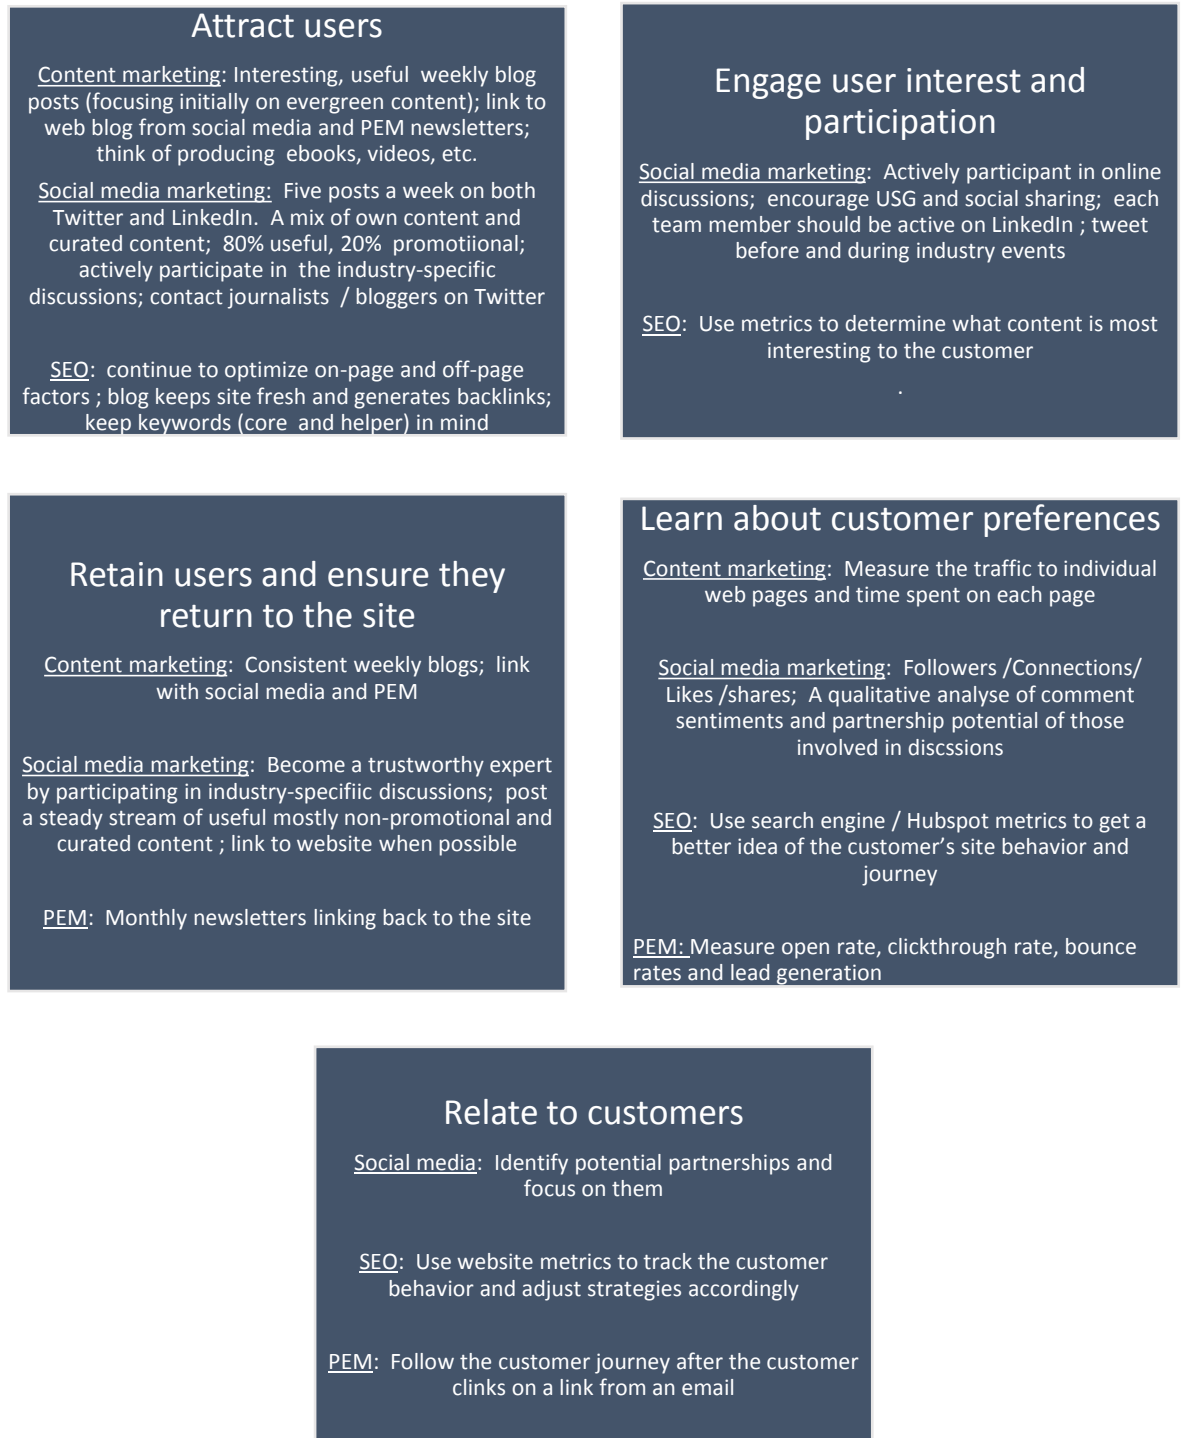 Attract users
Content marketing: Interesting, useful weekly blog
posts (focusing initially on evergreen content); link to
web blog from social media and PEM newsletters;
think of producing ebooks, videos, etc.
Social media marketing: Five posts a week on both
Twitter and LinkedIn. A mix of own content and
curated content; 80% useful, 20% promotiional;
actively participate in the industry-specific
discussions; contact journalists / bloggers on Twitter
SEO: continue to optimize on-page and off-page
factors ; blog keeps site fresh and generates backlinks;
keep keywords (core and helper) in mind
Engage user interest and
participation
Social media marketing: Actively participant in online
discussions; encourage USG and social sharing; each
team member should be active on LinkedIn ; tweet
before and during industry events
SEO: Use metrics to determine what content is most
interesting to the customer
.
Retain users and ensure they
return to the site
Content marketing: Consistent weekly blogs; link
with social media and PEM
Social media marketing: Become a trustworthy expert
by participating in industry-specifiic discussions; post
a steady stream of useful mostly non-promotional and
curated content ; link to website when possible
PEM: Monthly newsletters linking back to the site
Learn about customer preferences
Content marketing: Measure the traffic to individual
web pages and time spent on each page
Social media marketing: Followers /Connections/
Likes /shares; A qualitative analyse of comment
sentiments and partnership potential of those
involved in discssions
SEO: Use search engine / Hubspot metrics to get a
better idea of the customer’s site behavior and
journey
PEM: Measure open rate, clickthrough rate, bounce
rates and lead generation
Relate to customers
Social media: Identify potential partnerships and
focus on them
SEO: Use website metrics to track the customer
behavior and adjust strategies accordingly
PEM: Follow the customer journey after the customer
clinks on a link from an email